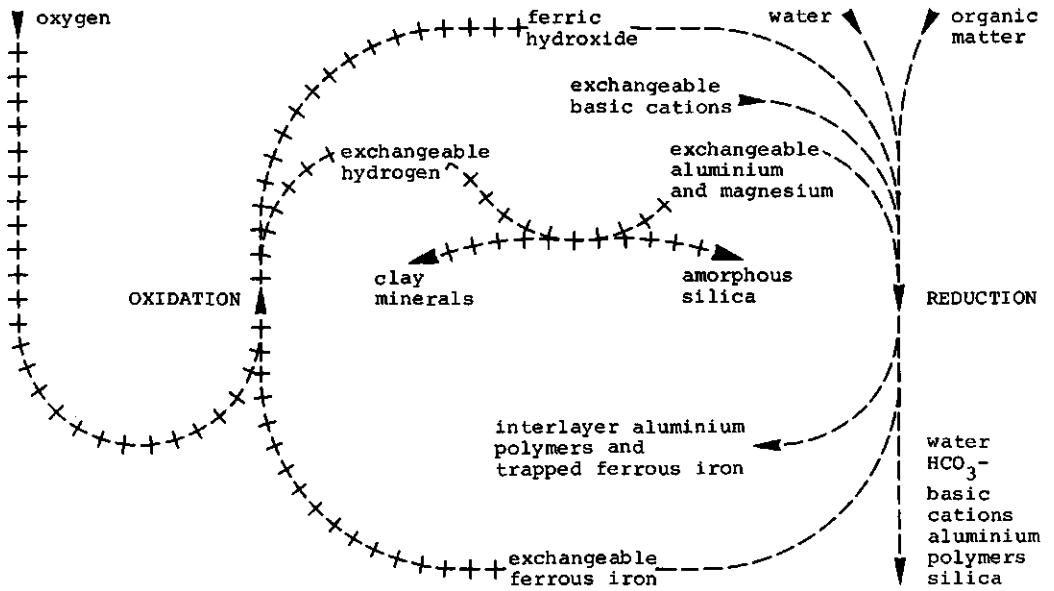 oxygen
ferric
hydroxide
water
organic
matter
exchangeable
basic cations
exchangeable
hydrogen
exchangeable
aluminium
and magnesium
clay
minerals
amorphous
silica
OXIDATION
REDUCTION
interlayer aluminium
polymers and
trapped ferrous iron
water
HCO3-
basic
cations
aluminium
polymers
silica
exchangeable
ferrous iron